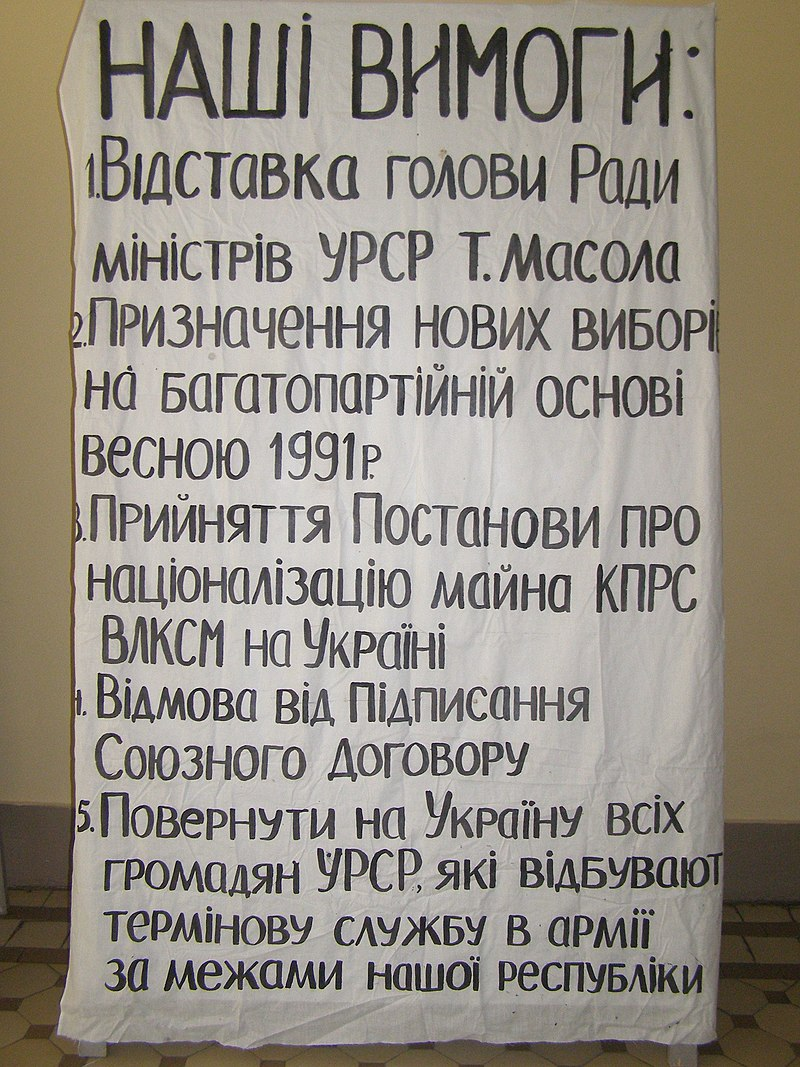 НАШІ ВИМОГИ:
1. Відставка голови Ради
міністрів УРСР Т. Масола
2. Призначення нових виборі
на багатопартійній основі
весною 1991р.
3. Прийняття Постанови про
націоналізацію майна КПРС
ВЛКСМ на Україні
4. Відмова від Підписання
Союзного Договору
5. Повернути на Україну всіх
громадян УРСР, які відбувают
термінову службу в армії
за межами нашої республіки